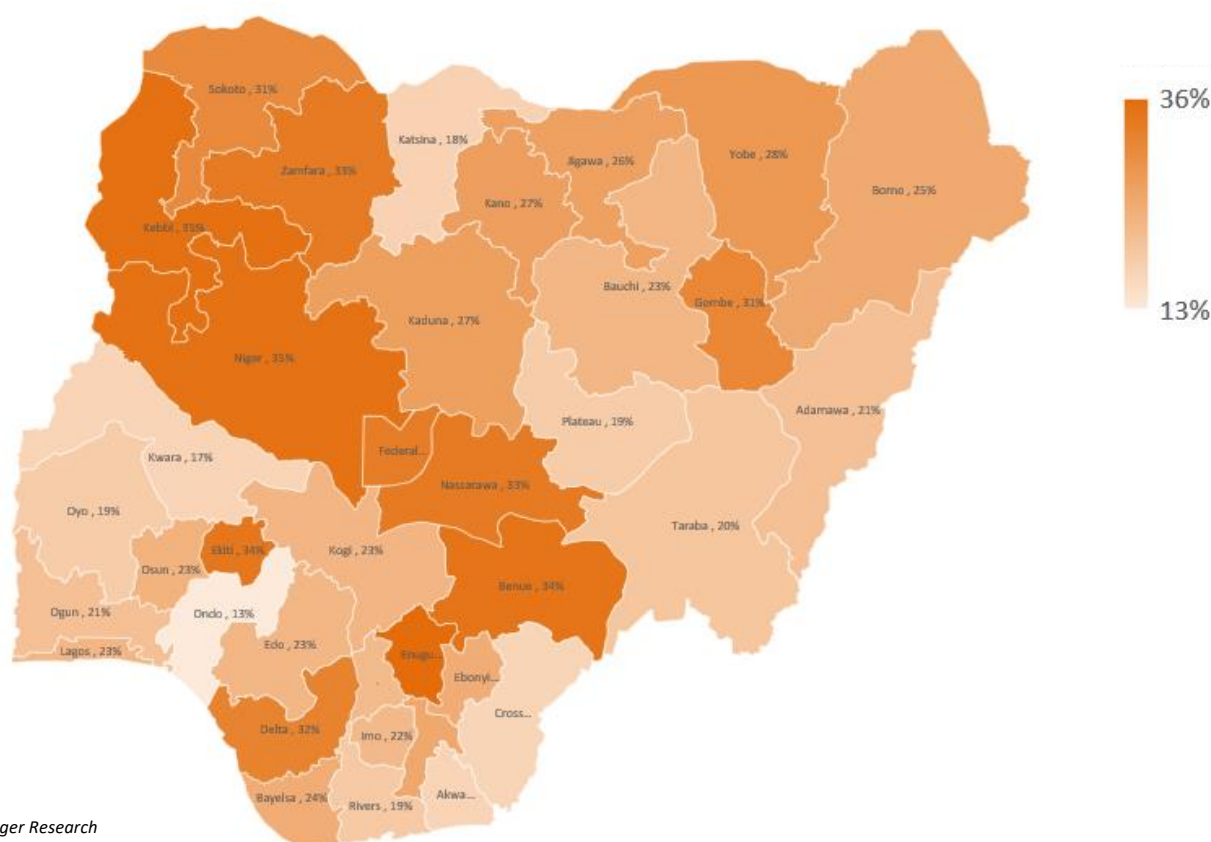 Sokoto , 31%
36%
Katsina , 18%
Yobe , 28%
Jigawa , 26%
Zamfara , 33%
Borno , 25%
Kano , 27%
Kebbi , 35%
Bauchi , 23%
Gombe , 31%
13%
Kaduna , 27%
Niger , 35%
Adamawa , 21%
Plateau , 19%
Federal...
Kwara , 17%
Nassarawa , 33%
Oyo , 19%
Taraba , 20%
Ekiti , 34%
Kogi , 23%
Osun , 23%
Benue , 34%
Ogun , 21%
Ondo , 13%
Edo , 23%
Lagos , 23%
Enugu...
Ebonyi...
Cross...
Delta , 32%
Imo , 22%
Akwa...
Bayelsa , 24%
Rivers , 19%
ger Research